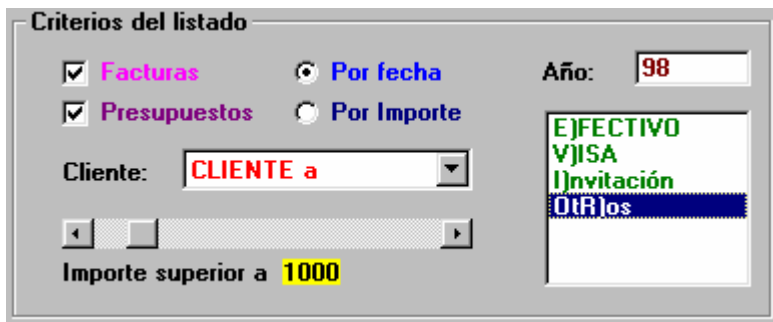 Criterios del listado
Facturas
Por fecha
Año: 98
Presupuestos
Por Importe
Cliente: CLIENTE a
E)FECTIVO
V)ISA
I)nvitación
OtR)os
Importe superior a 1000